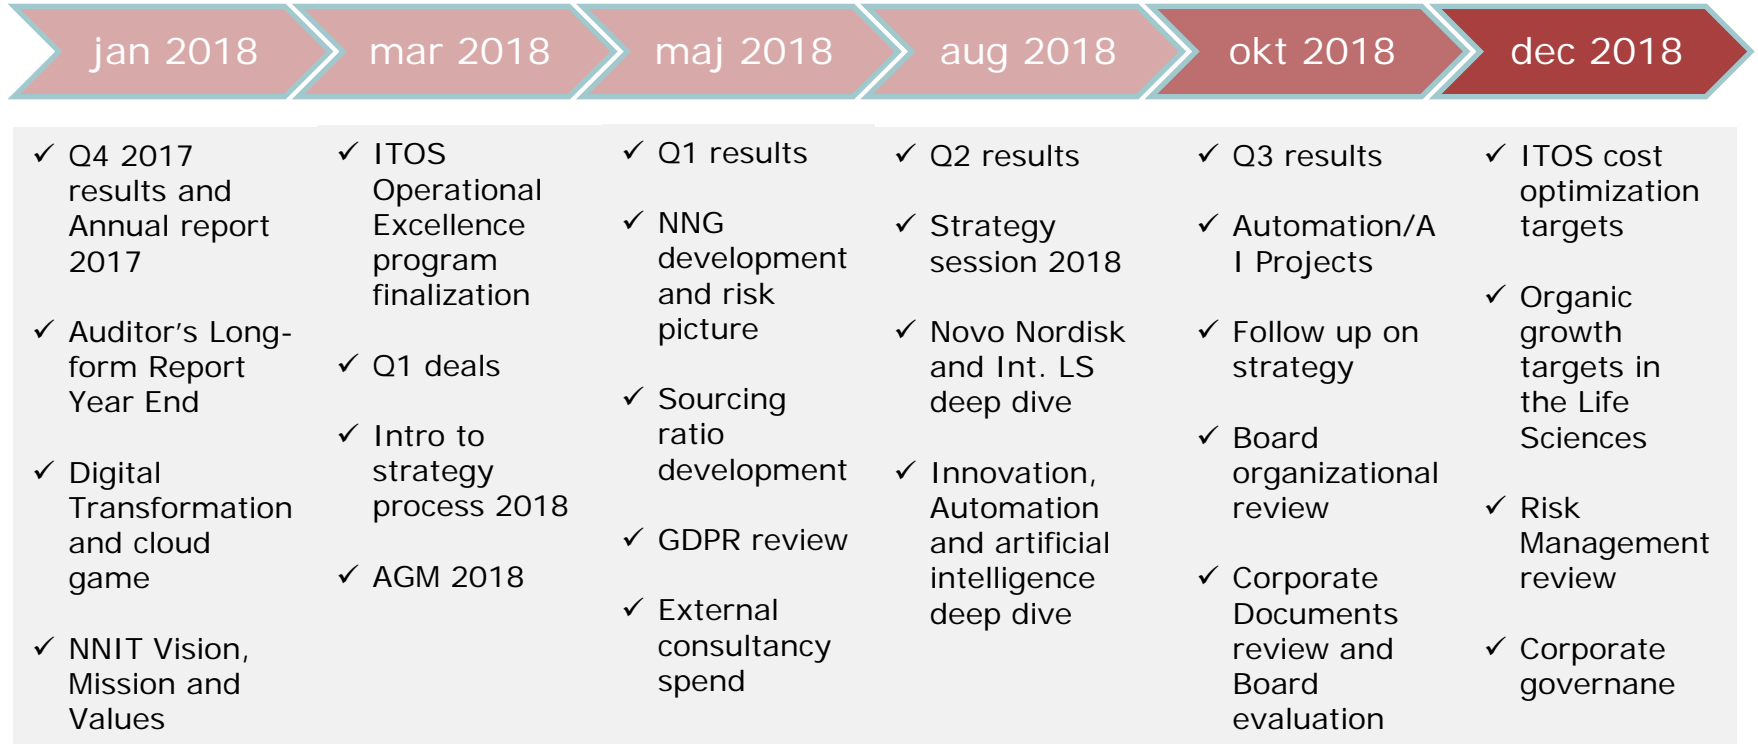 jan 2018
mar 2018
maj 2018
aug 2018
okt 2018
dec 2018
✓ Q4 2017
results and
Annual report
2017
✓ Auditor’s Long-
form Report
Year End
✓ Digital
Transformation
and cloud
game
✓ NNIT Vision,
Mission and
Values
✓ ITOS
Operational
Excellence
program
finalization
✓ Q1 deals
✓ Intro to
strategy
process 2018
✓ AGM 2018
✓ Q1 results
✓ NNG
development
and risk
picture
✓ Sourcing
ratio
development
✓ GDPR review
✓ External
consultancy
spend
✓ Q2 results
✓ Strategy
session 2018
✓ Novo Nordisk
and Int. LS
deep dive
✓ Innovation,
Automation
and artificial
intelligence
deep dive
✓ Q3 results
✓ Automation/A
I Projects
✓ Follow up on
strategy
✓ Board
organizational
review
✓ Corporate
Documents
review and
Board
evaluation
✓ ITOS cost
optimization
targets
✓ Organic
growth
targets in
the Life
Sciences
✓ Risk
Management
review
✓ Corporate
governane